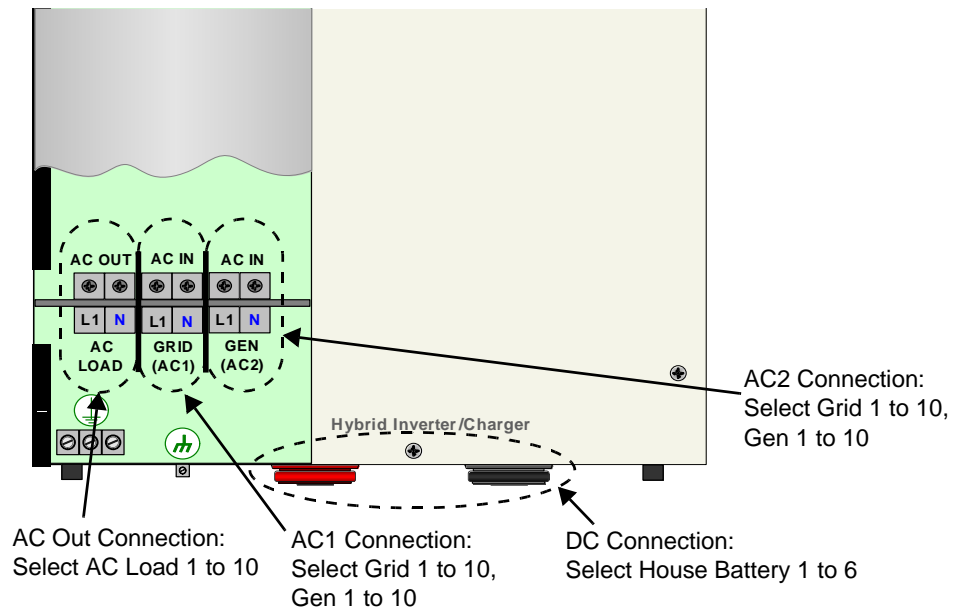 AC OUT AC IN AC IN
L1 N L1 N L1 N
AC
LOAD
GRID
(AC1)
GEN
(AC2)
Hybrid Inverter/Charger
AC2 Connection:
Select Grid 1 to 10,
Gen 1 to 10
AC Out Connection:
Select AC Load 1 to 10
AC1 Connection:
Select Grid 1 to 10,
Gen 1 to 10
DC Connection:
Select House Battery 1 to 6